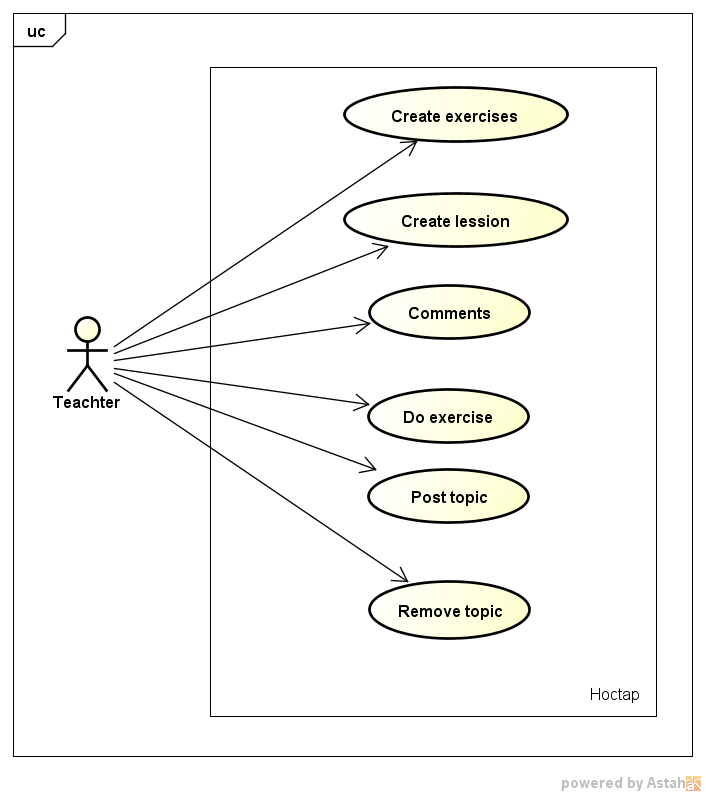 uc
Create exercises
Create lession
Comments
Teachter
Do exercise
Post topic
Remove topic
Hoctap
powered by Astah